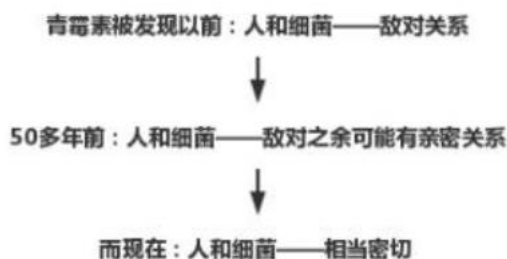 青霉素被发现以前：人和细菌——敌对关系
50多年前：人和细菌——敌对之余可能有亲密关系
而现在：人和细菌——相当密切